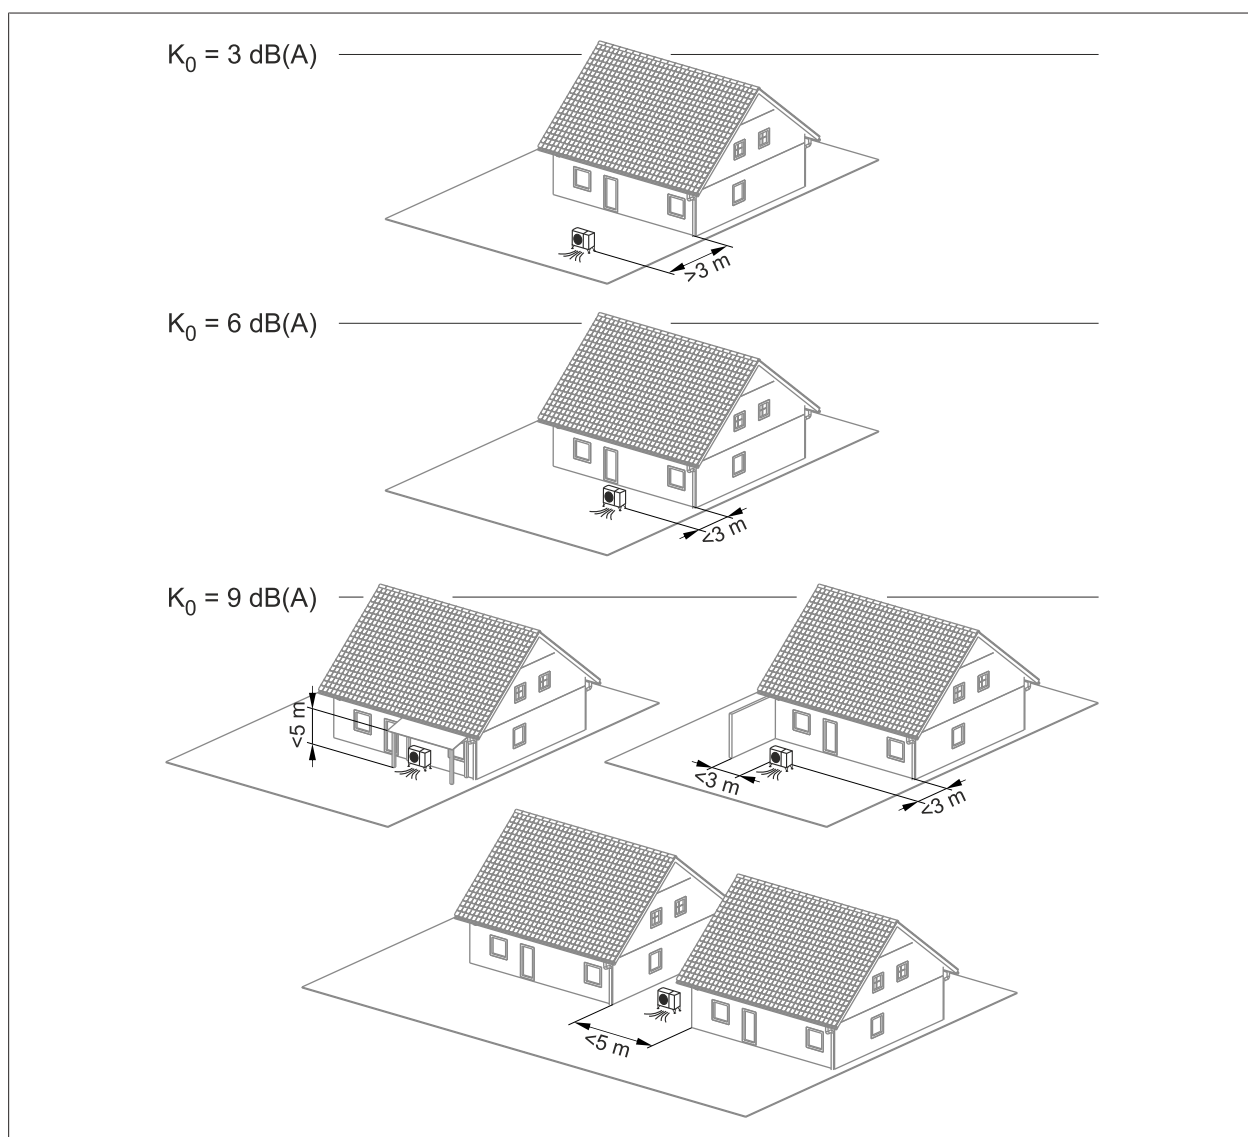 K0 = 3 dB(A)
>3 m
K0 = 6 dB(A)
<3 m
K0 = 9 dB(A)
<5 m
<3 m
<3 m
<5 m